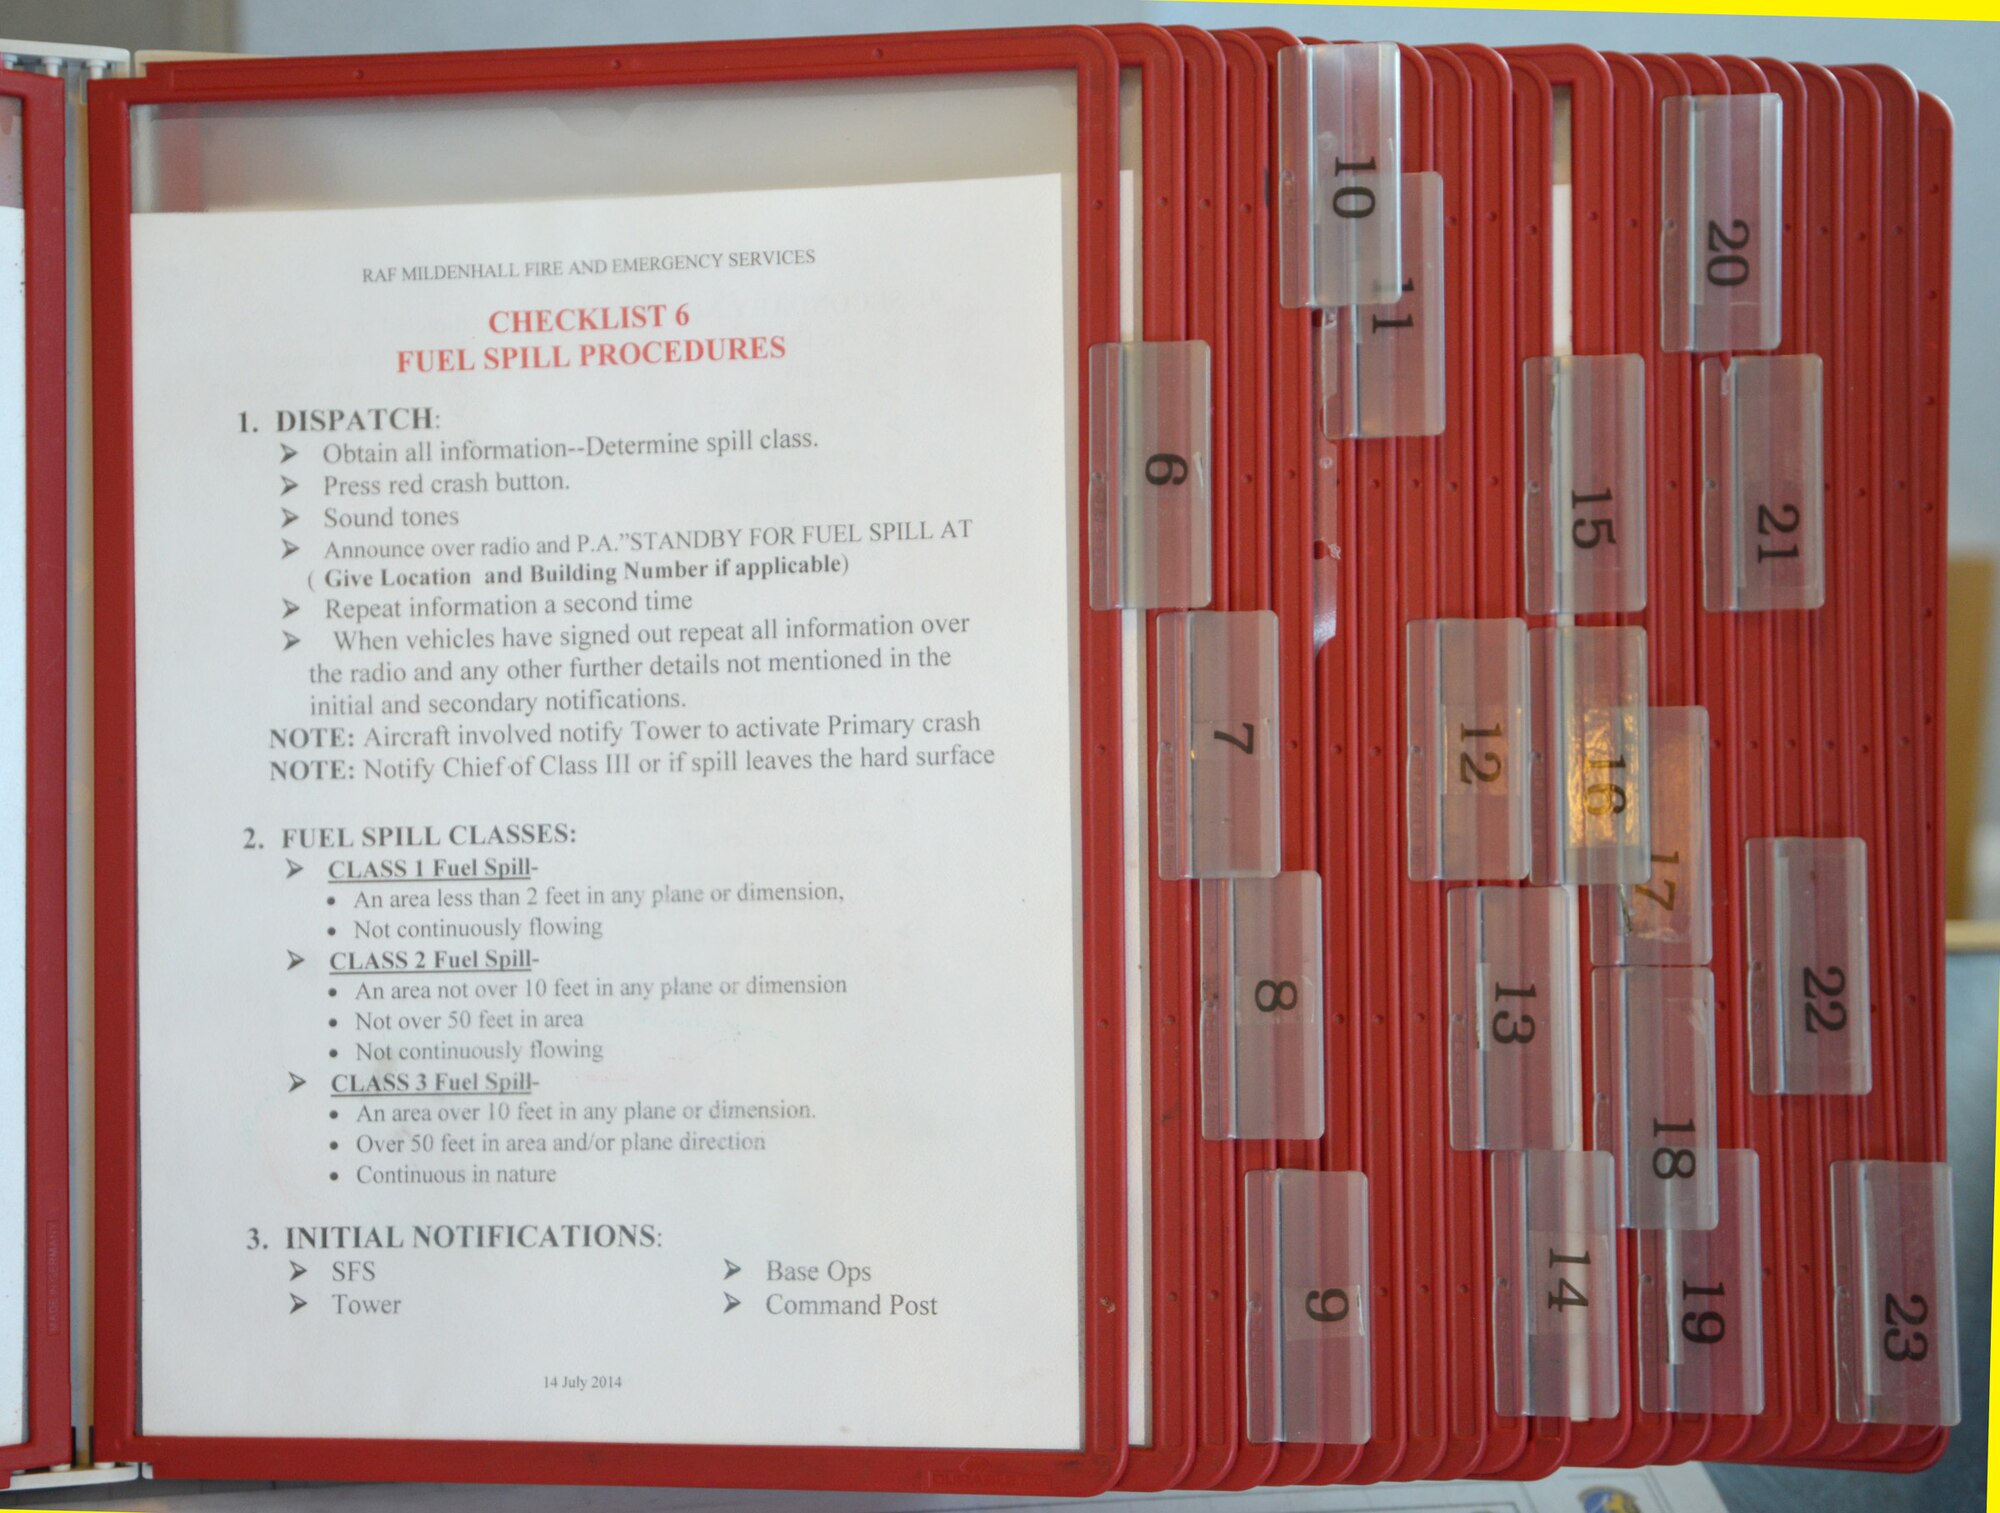 RAF MILDENHALL FIRE AND EMERGENCY SERVICES
CHECKLIST 6
FUEL SPILL PROCEDURES
1. DISPATCH:
➢ Obtain all information--Determine spill class.
➢ Press red crash button.
➢ Sound tones
➢ Announce over radio and P.A.”STANDBY FOR FUEL SPILL AT
( Give Location and Building Number if applicable)
➢ Repeat information a second time
➢ When vehicles have signed out repeat all information over
the radio and any other further details not mentioned in the
initial and secondary notifications.
NOTE: Aircraft involved notify Tower to activate Primary crash
NOTE: Notify Chief of Class III or if spill leaves the hard surface
2. FUEL SPILL CLASSES:
➢ CLASS 1 Fuel Spill-
• An area less than 2 feet in any plane or dimension,
• Not continuously flowing
➢ CLASS 2 Fuel Spill-
• An area not over 10 feet in any plane or dimension
• Not over 50 feet in area
• Not continuously flowing
➢ CLASS 3 Fuel Spill-
• An area over 10 feet in any plane or dimension.
• Over 50 feet in area and/or plane direction
• Continuous in nature
3. INITIAL NOTIFICATIONS:
➢ SFS ➢ Base Ops
➢ Tower ➢ Command Post
14 July 2014
6
7
8
9
10
11
12
13
14
15
16
17
18
19
20
21
22
23
MADE IN GERMANY